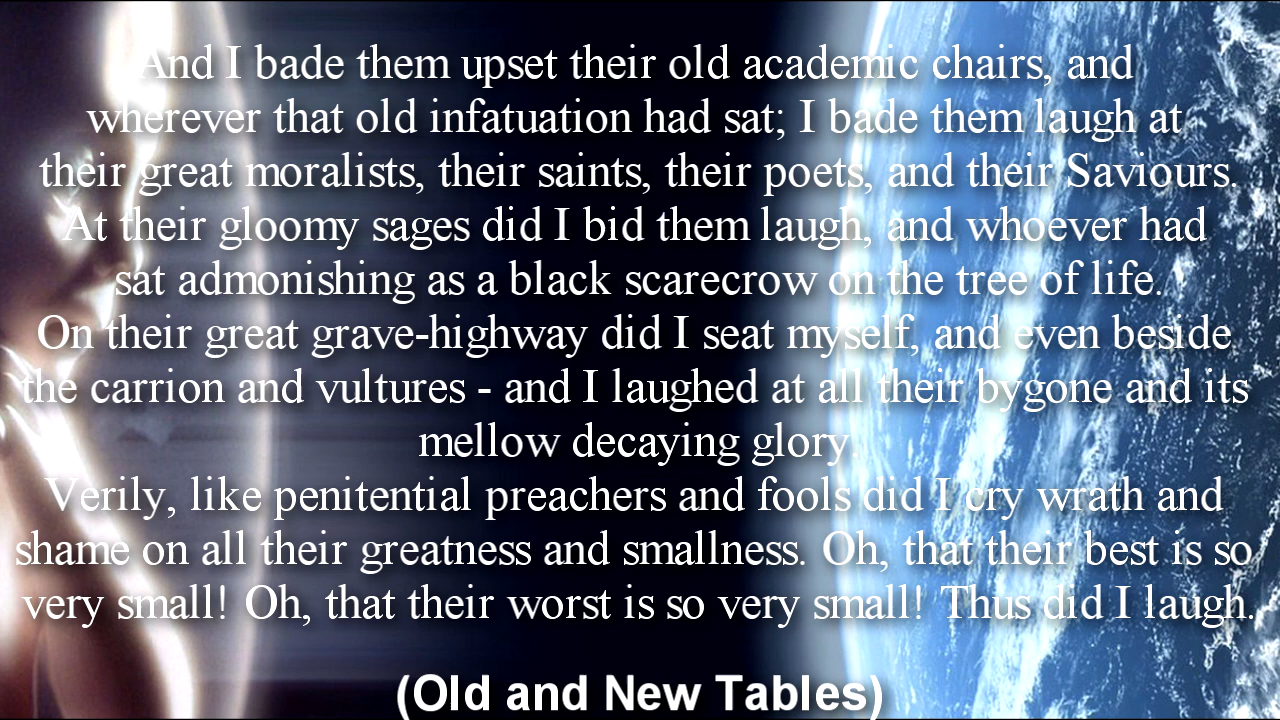 And I bade them upset their old academic chairs, and
wherever that old infatuation had sat; I bade them laugh at
their great moralists, their saints, their poets, and their Saviours.
At their gloomy sages did I bid them laugh, and whoever had
sat admonishing as a black scarecrow on the tree of life.
On their great grave-highway did I seat myself, and even beside
the carrion and vultures - and I laughed at all their bygone and its
mellow decaying glory.
Verily, like penitential preachers and fools did I cry wrath and
shame on all their greatness and smallness. Oh, that their best is so
very small! Oh, that their worst is so very small! Thus did I laugh.
(Old and New Tables)